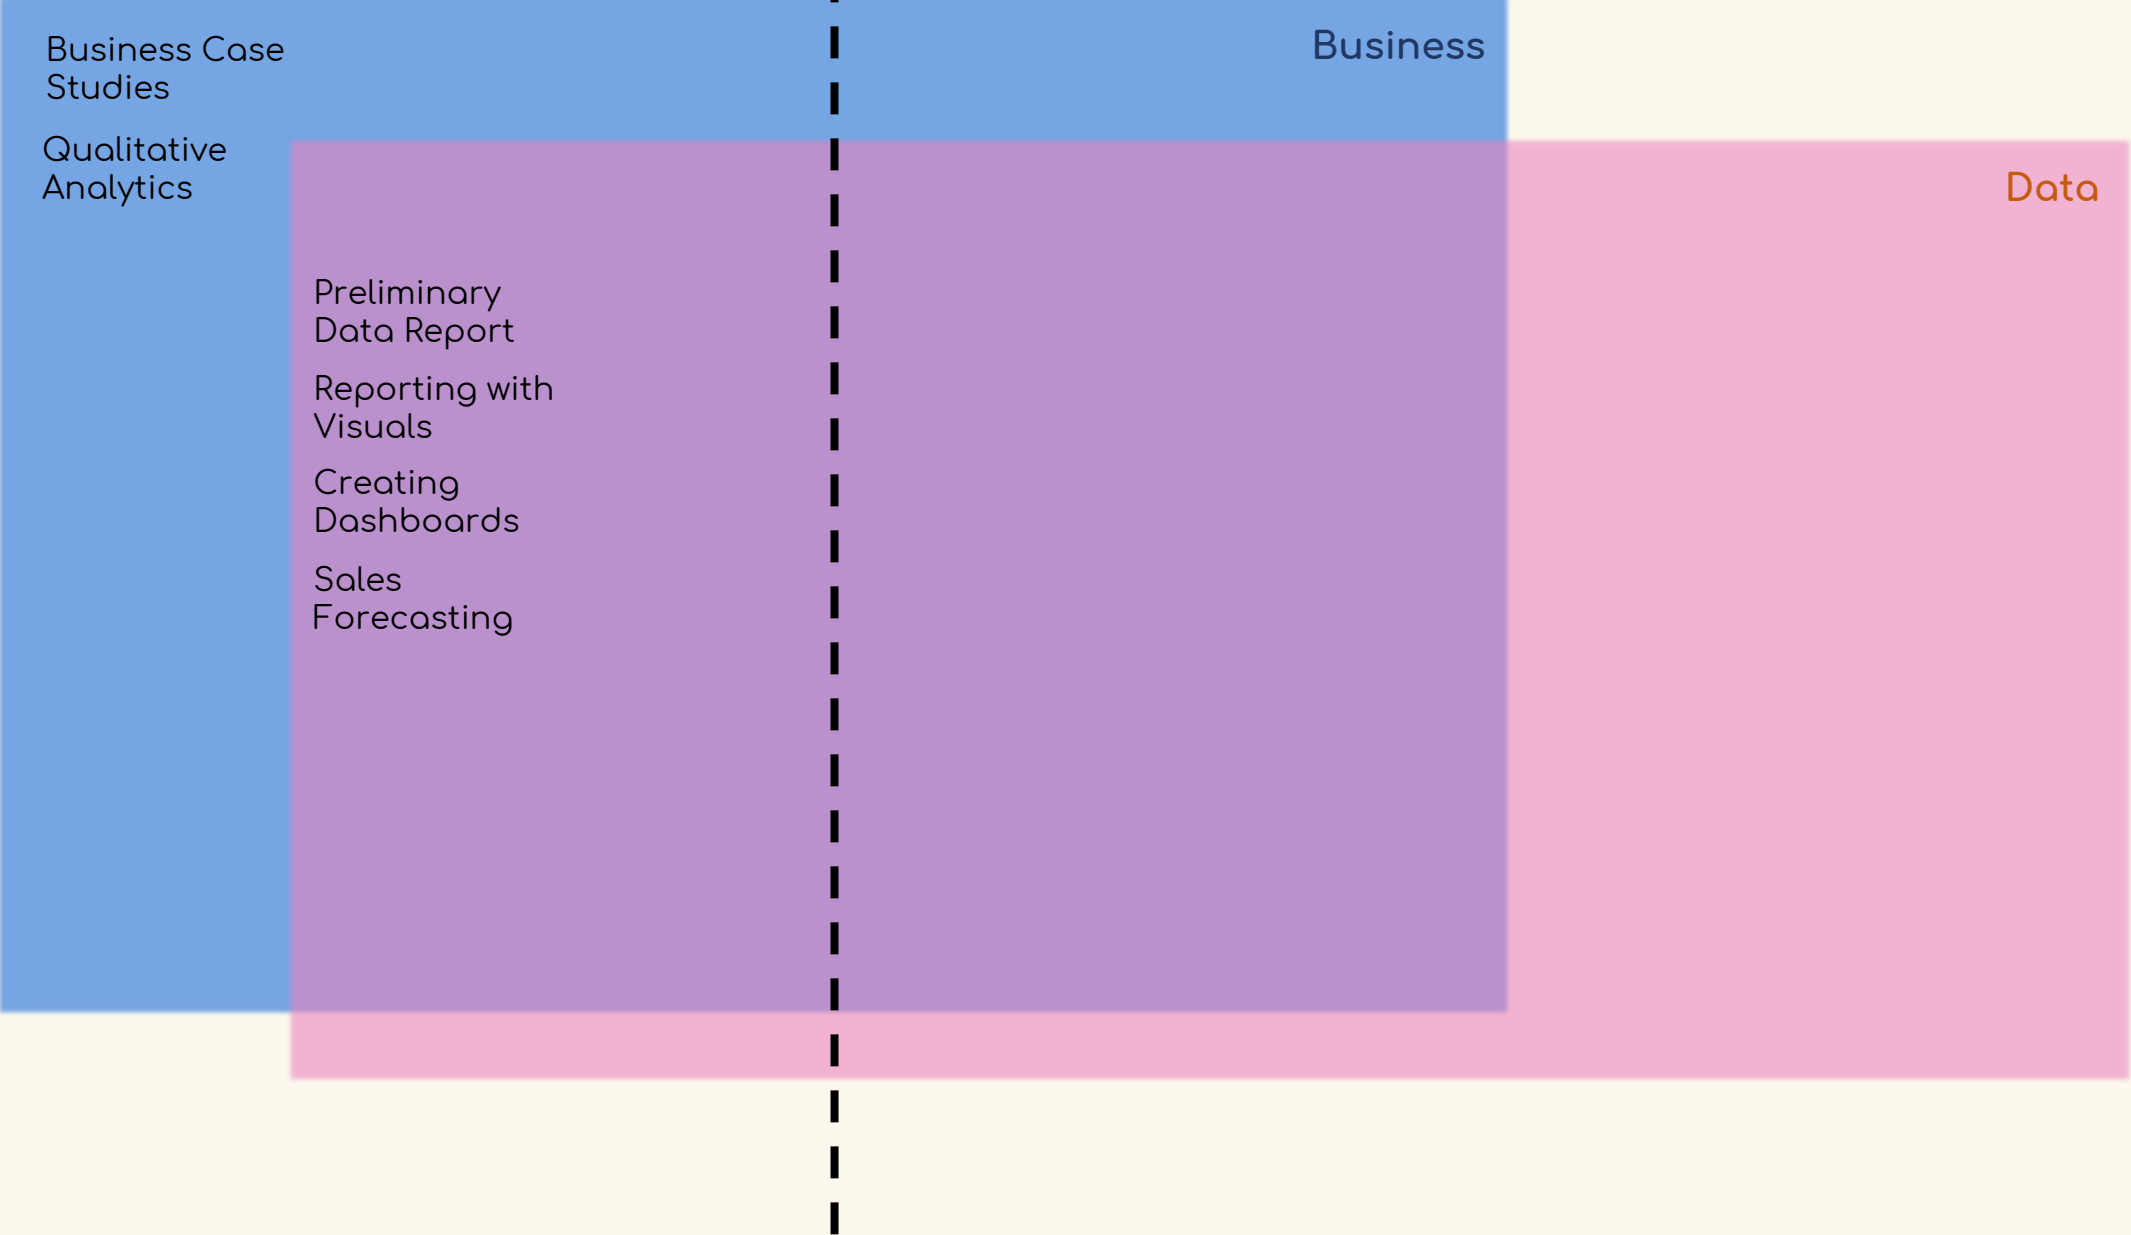 Business Case
Studies
Business
Qualitative
Analytics
Data
Preliminary
Data Report
Reporting with
Visuals
Creating
Dashboards
Sales
Forecasting